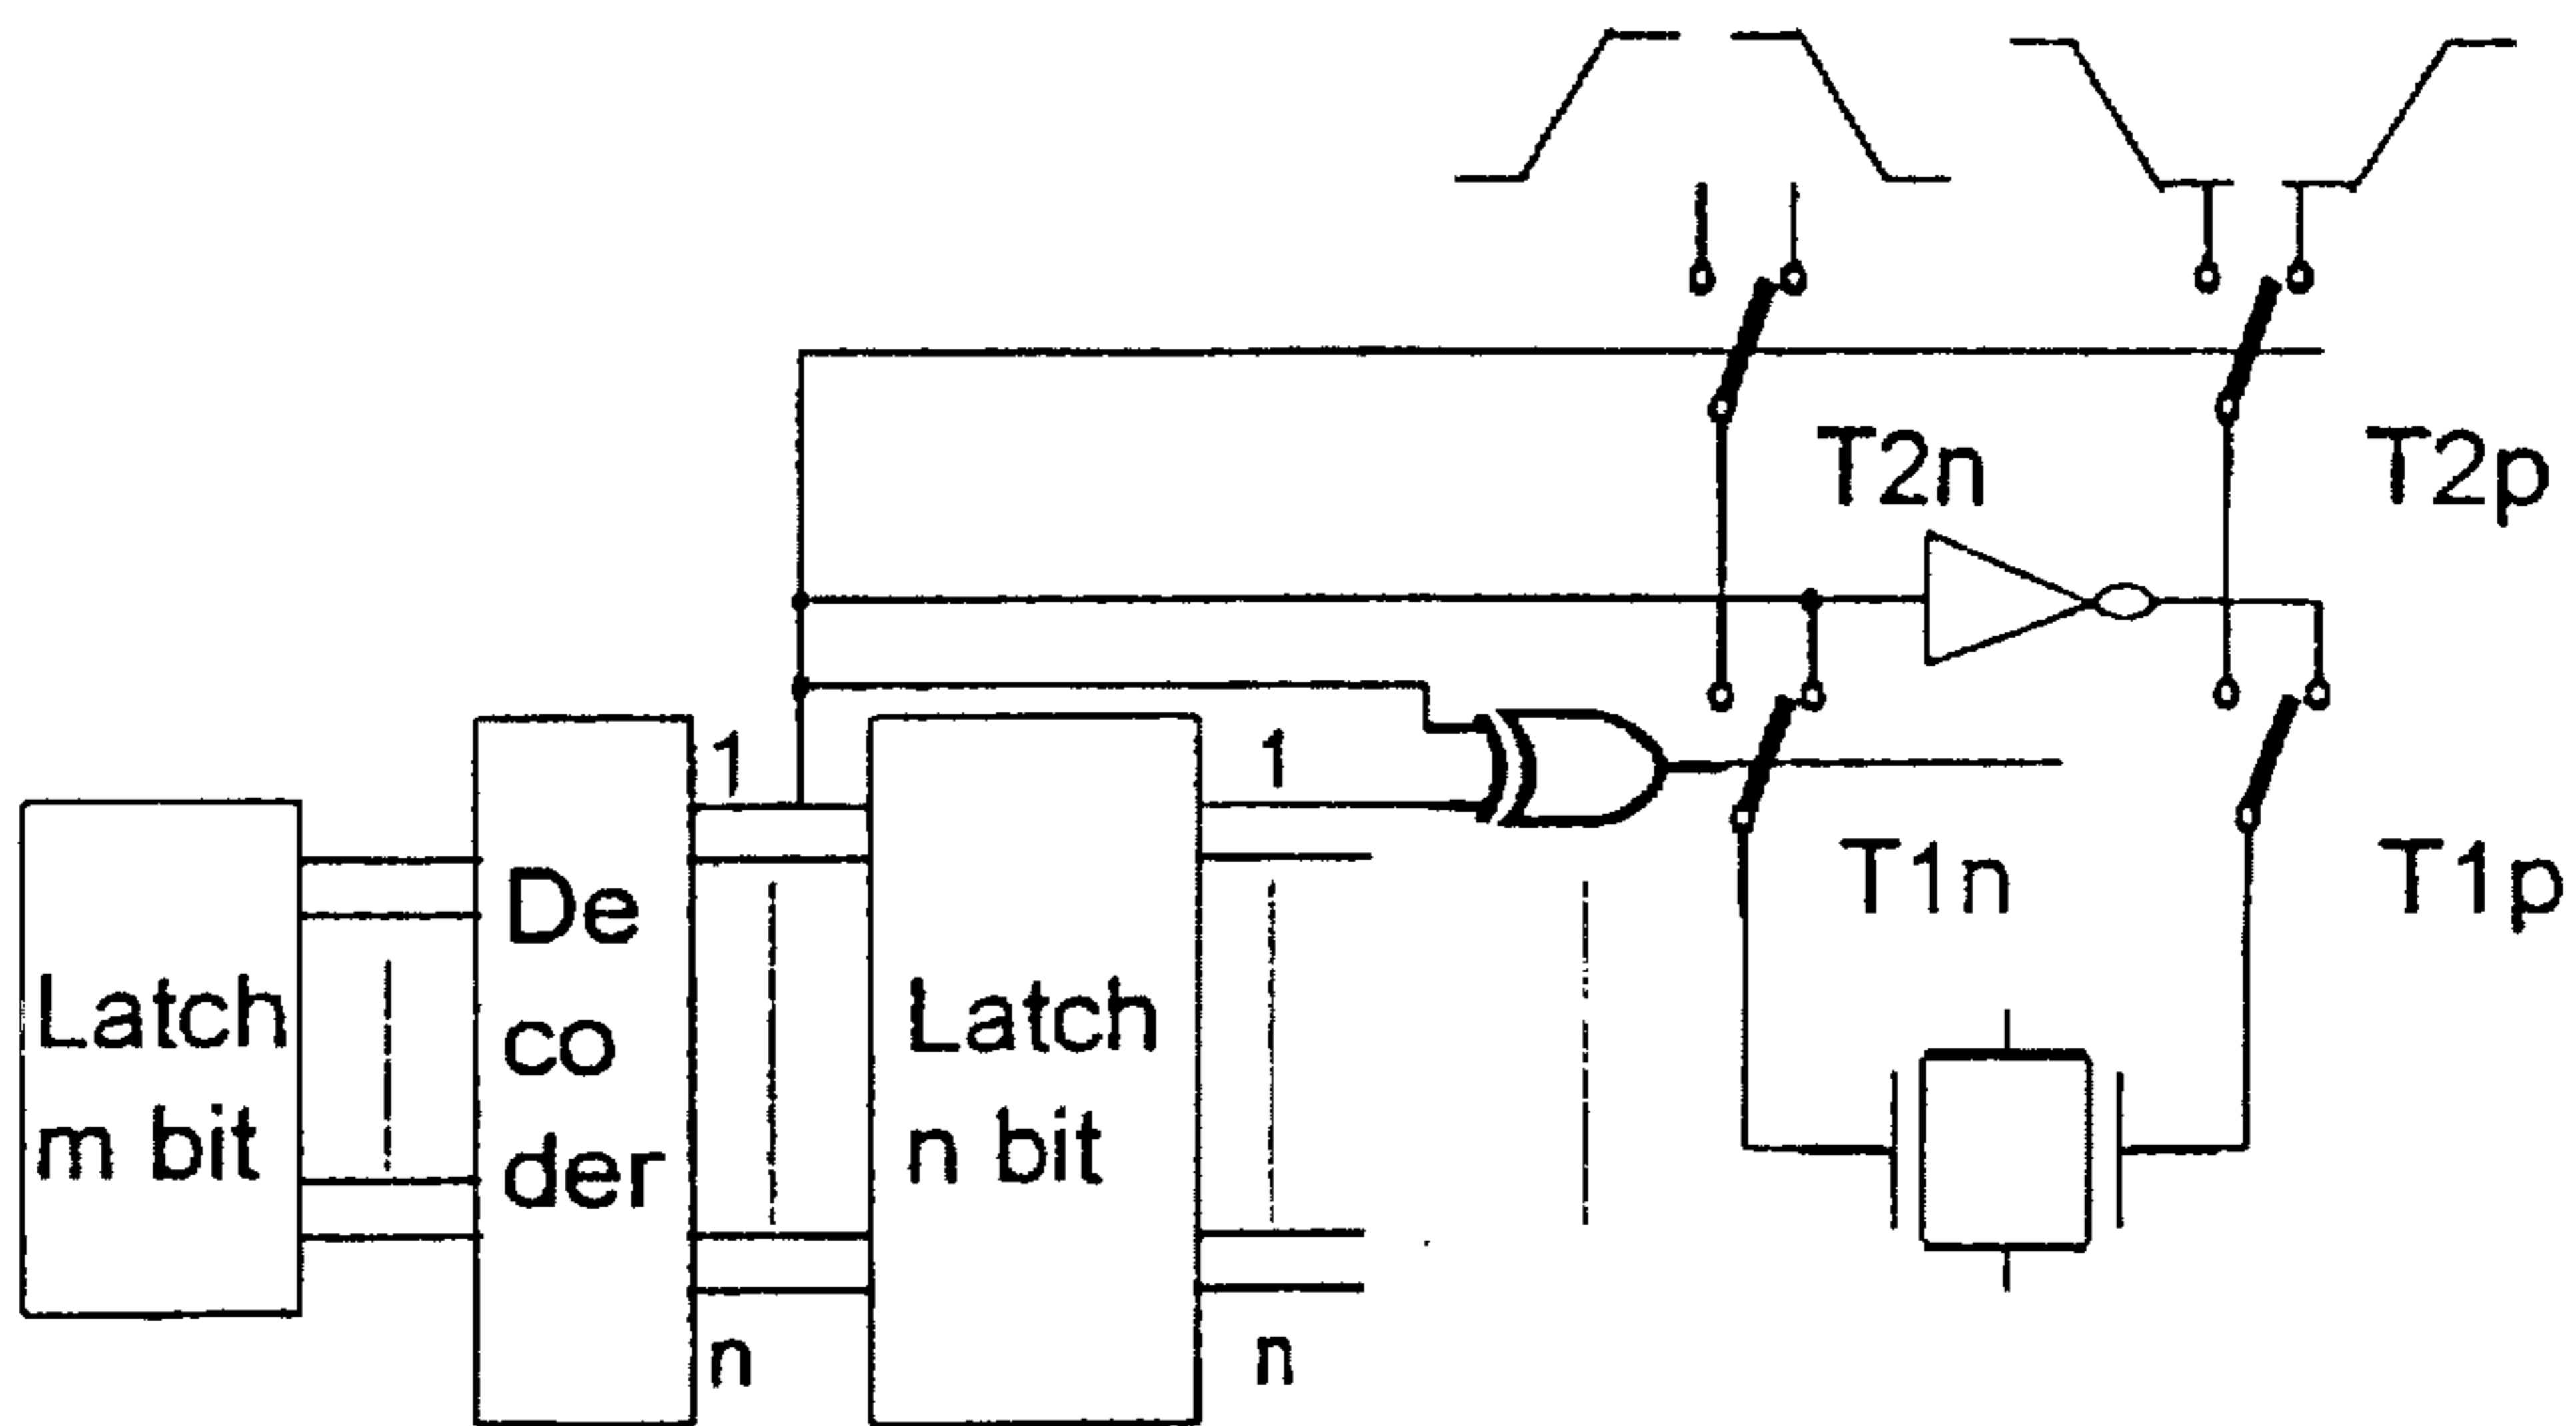 T2n
T2p
1
1
De
co
der
T1n
T1p
Latch
m bit
Latch
n bit
n
n